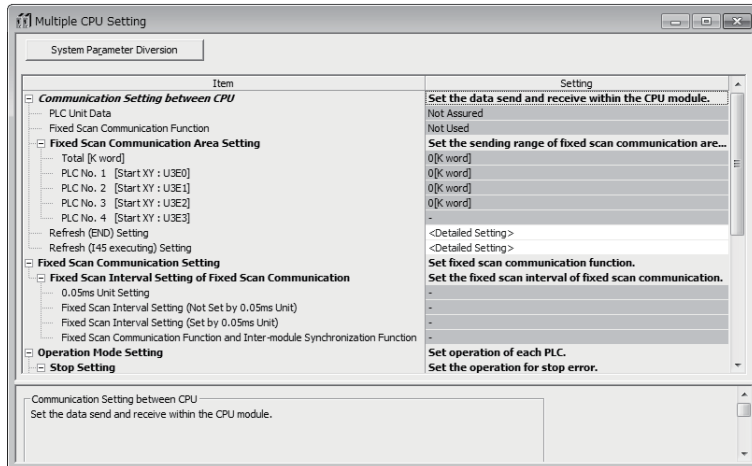 Multiple CPU Setting
System Parameter Diversion
Item Setting
Communication Setting between CPU Set the data send and receive within the CPU module.
PLC Unit Data Not Assured
Fixed Scan Communication Function Not Used
Fixed Scan Communication Area Setting Set the sending range of fixed scan communication are...
Total [K word] 0[K word]
PLC No. 1 [Start XY : U3E0] 0[K word]
PLC No. 2 [Start XY : U3E1] 0[K word]
PLC No. 3 [Start XY : U3E2] 0[K word]
PLC No. 4 [Start XY : U3E3] -
Refresh (END) Setting <Detailed Setting>
Refresh (I45 executing) Setting <Detailed Setting>
Fixed Scan Communication Setting Set fixed scan communication function.
Fixed Scan Interval Setting of Fixed Scan Communication Set the fixed scan interval of fixed scan communication.
0.05ms Unit Setting -
Fixed Scan Interval Setting (Not Set by 0.05ms Unit) -
Fixed Scan Interval Setting (Set by 0.05ms Unit) -
Fixed Scan Communication Function and Inter-module Synchronization Function -
Operation Mode Setting Set operation of each PLC.
Stop Setting Set the operation for stop error.
Communication Setting between CPU
Set the data send and receive within the CPU module.